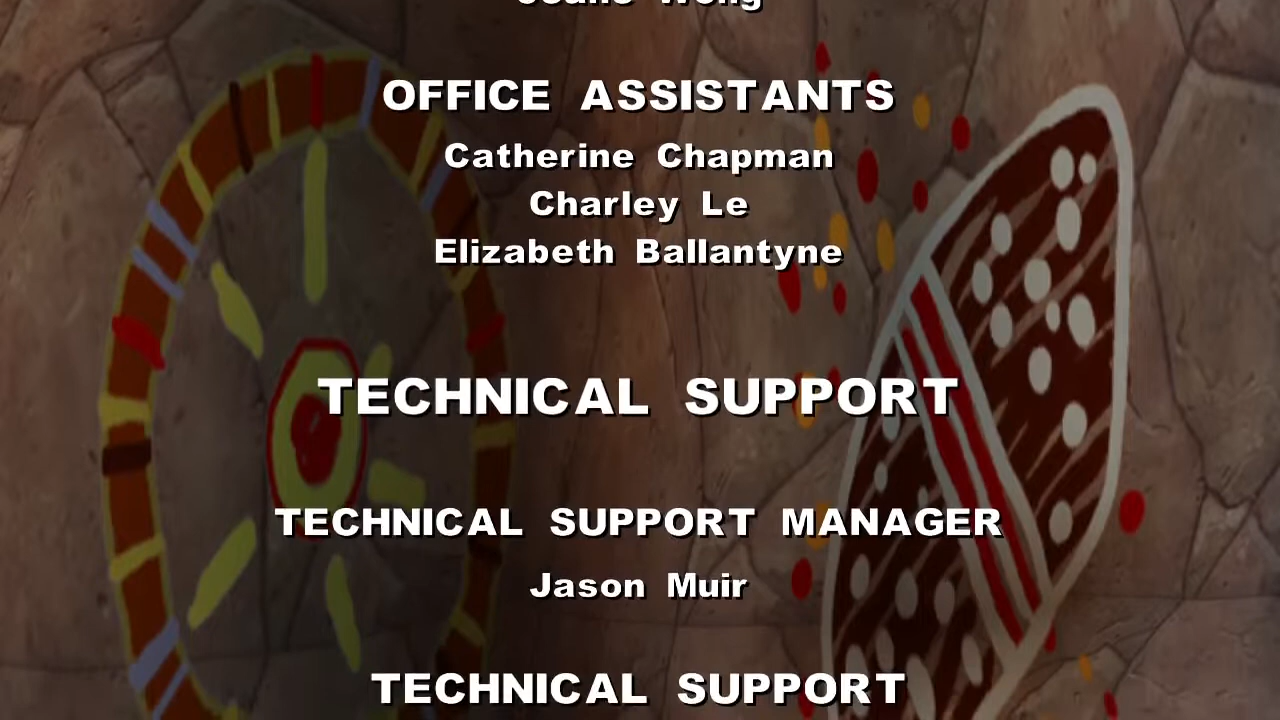 OFFICE ASSISTANTS
Catherine Chapman
Charley Le
Elizabeth Ballantyne
TECHNICAL SUPPORT
TECHNICAL SUPPORT MANAGER
Jason Muir
TECHNICAL SUPPORT